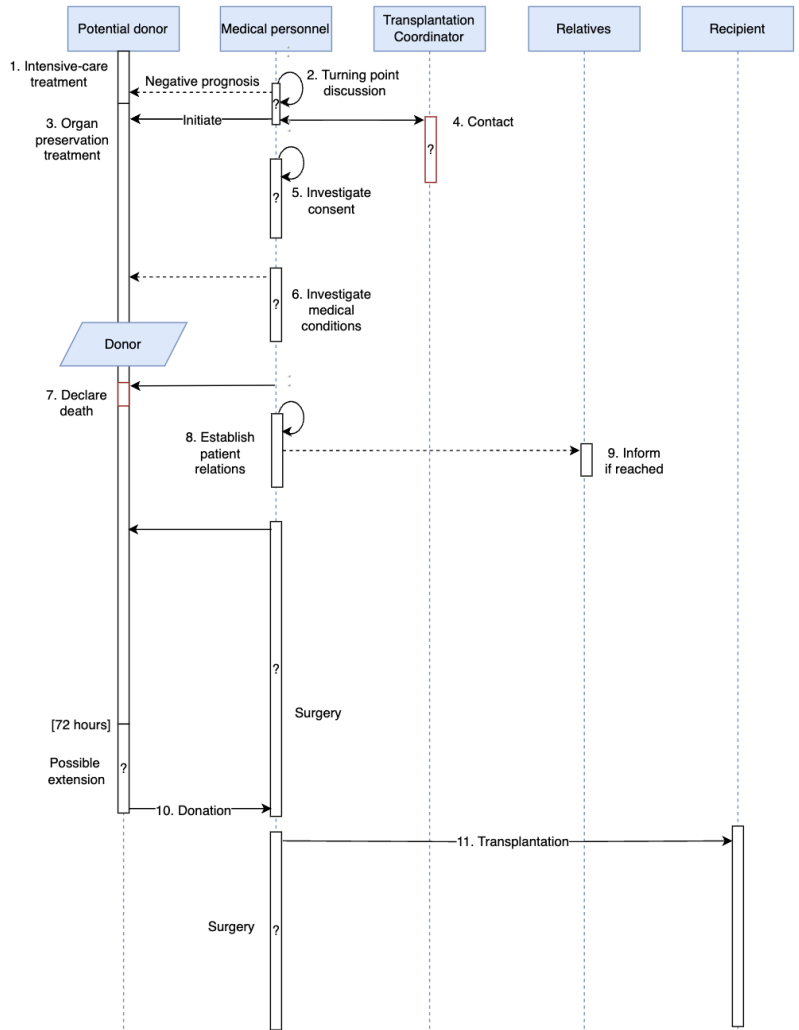 Potential donor
Medical personnel
Transplantation
Coordinator
Relatives
Recipient
1. Intensive-care
treatment
Negative prognosis
2. Turning point
discussion
?
3. Organ
preservation
treatment
Initiate
4. Contact
?
?
5. Investigate
consent
?
6. Investigate
medical
conditions
Donor
7. Declare
death
8. Establish
patient
relations
9. Inform
if reached
?
Surgery
[72 hours]
Possible
extension
?
10. Donation
11. Transplantation
Surgery
?